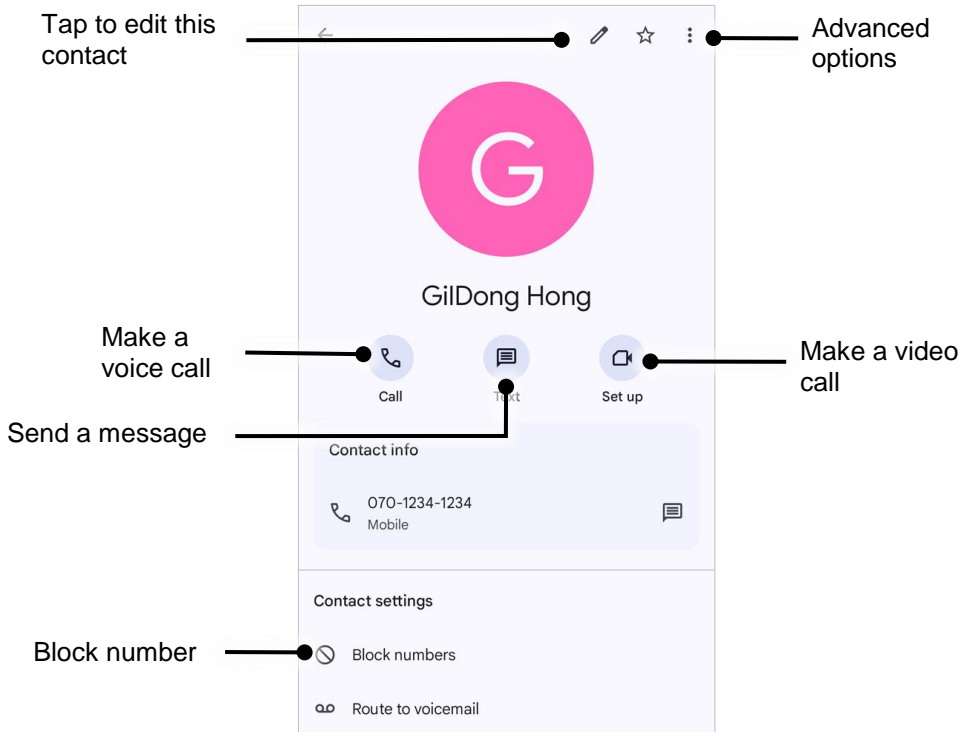 Tap to edit this
contact
Advanced
options
G
GilDong Hong
Make a
voice call
Make a video
call
Call
Text
Set up
Send a message
Contact info
070-1234-1234
Mobile
Contact settings
Block number
Block numbers
Route to voicemail